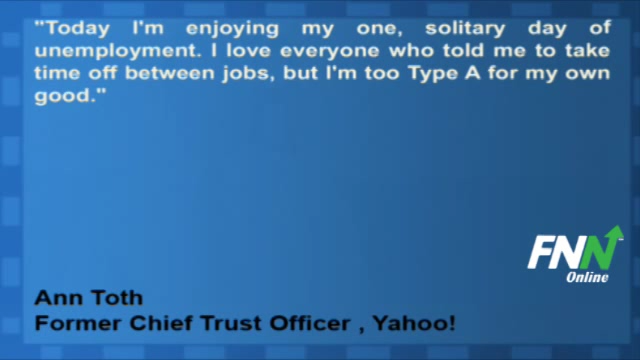 "Today I'm enjoying my one, solitary day of
unemployment. I love everyone who told me to take
time off between jobs, but I'm too Type A for my own
good."
FNN
Online
Ann Toth
Former Chief Trust Officer , Yahoo!